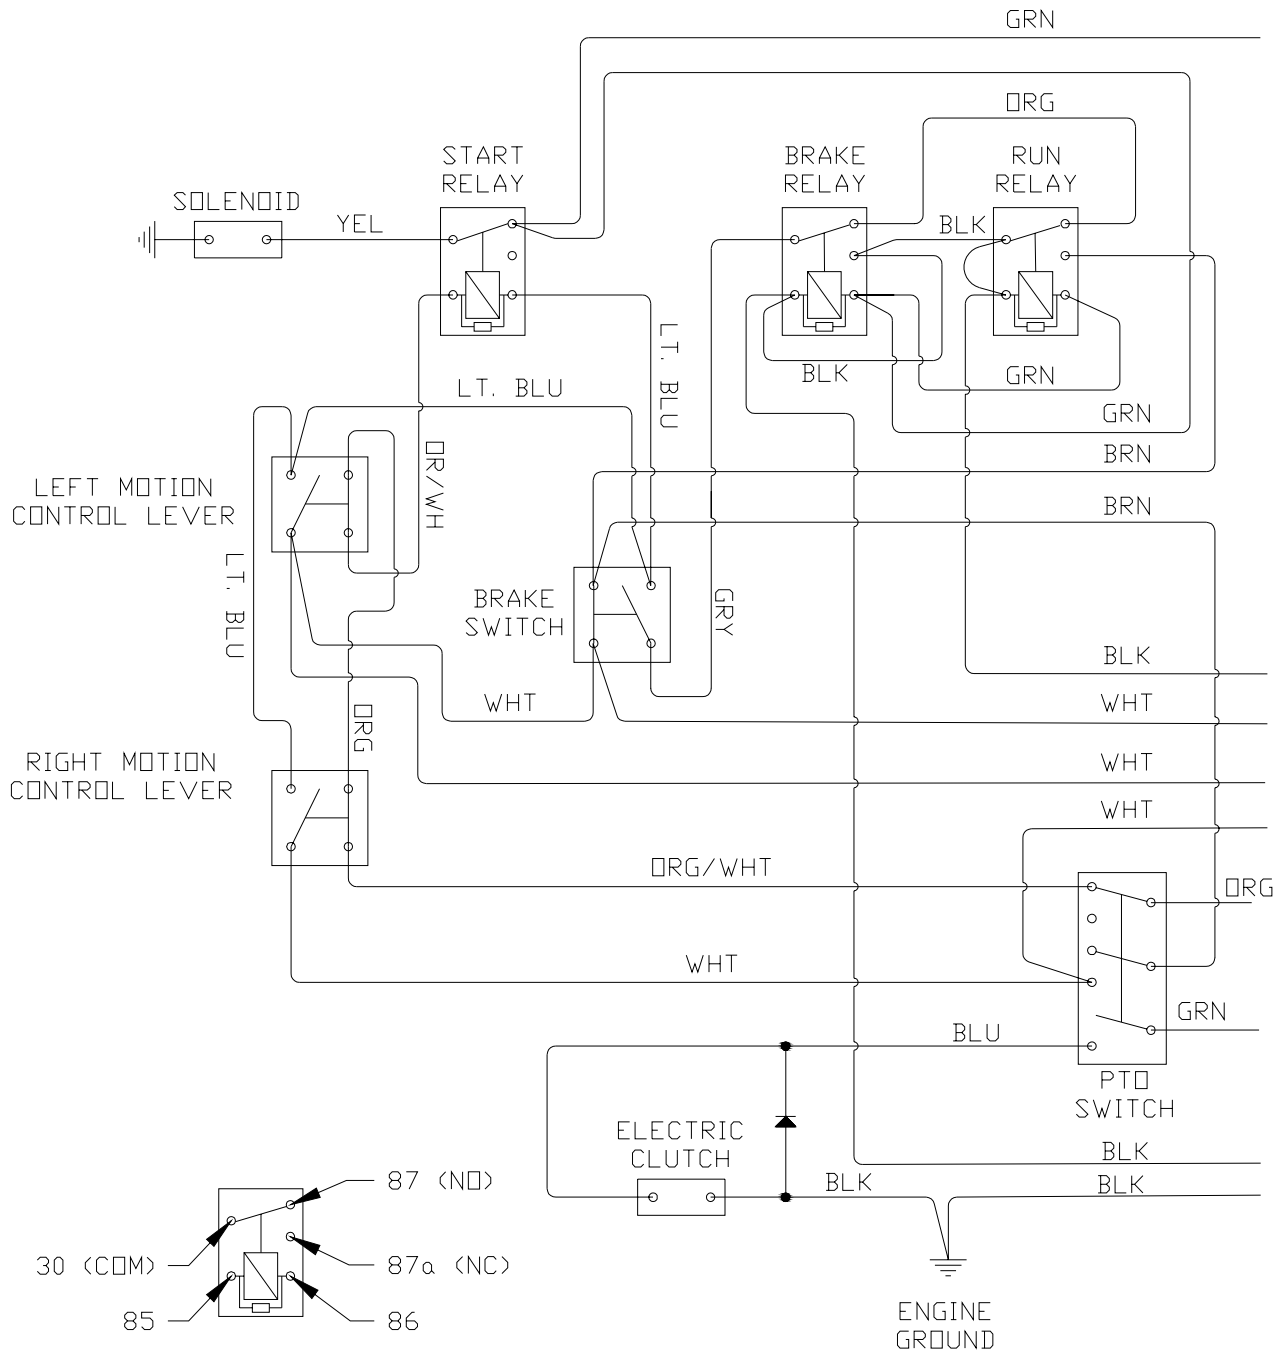 GRN
ORG
START
RELAY
BRAKE
RELAY
RUN
RELAY
SOLENOID
YEL
BLK
LT. BLU
BLK
GRN
LT. BLU
GRN
OR/WH
BRN
LEFT MOTION
CONTROL LEVER
BRN
LT. BLU
BRAKE
SWITCH
GRY
BLK
WHT
WHT
ORG
RIGHT MOTION
CONTROL LEVER
WHT
WHT
ORG/WHT
ORG
WHT
GRN
BLU
PTO
SWITCH
ELECTRIC
CLUTCH
BLK
BLK
BLK
87 (NO)
30 (COM)
87a (NC)
85
86
ENGINE
GROUND